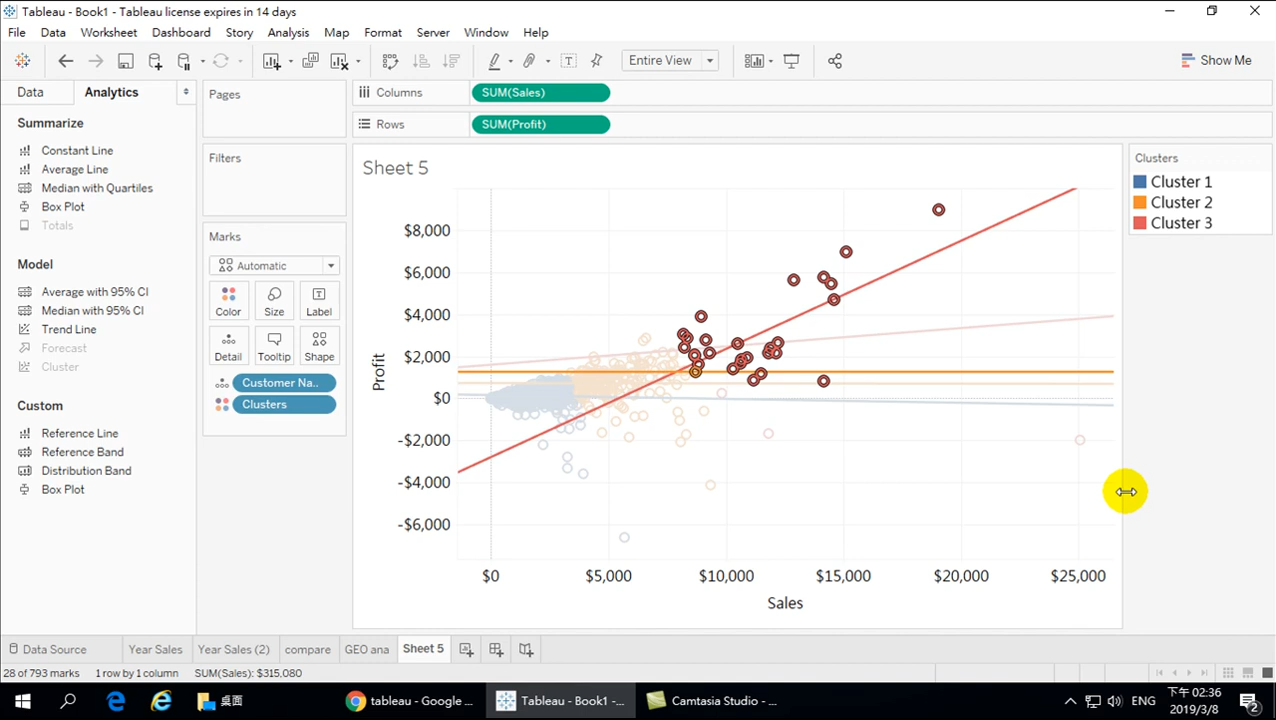 Tableau - Book1 - Tableau license expires in 14 days
File Data Worksheet Dashboard Story Analysis Map Format Server Window Help
Entire View
Show Me
Data Analytics
Summarize
Constant Line
Average Line
Median with Quartiles
Box Plot
Totals
Model
Average with 95% CI
Median with 95% CI
Trend Line
Forecast
Cluster
Custom
Reference Line
Reference Band
Distribution Band
Box Plot
Pages
Filters
Marks
Automatic
Color Size Label
Detail Tooltip Shape
Customer Na..
Clusters
Columns SUM(Sales)
Rows SUM(Profit)
Sheet 5
Profit
$8,000
$6,000
$4,000
$2,000
$0
-$2,000
-$4,000
-$6,000
$0 $5,000 $10,000 $15,000 $20,000 $25,000
Sales
Clusters
Cluster 1
Cluster 2
Cluster 3
Data Source Year Sales Year Sales (2) compare GEO ana Sheet 5
28 of 793 marks 1 row by 1 column SUM(Sales): $315,080
桌面
tableau - Google ...
Tableau - Book1 -...
Camtasia Studio - ...
ENG
下午 02:36
2019/3/8
2